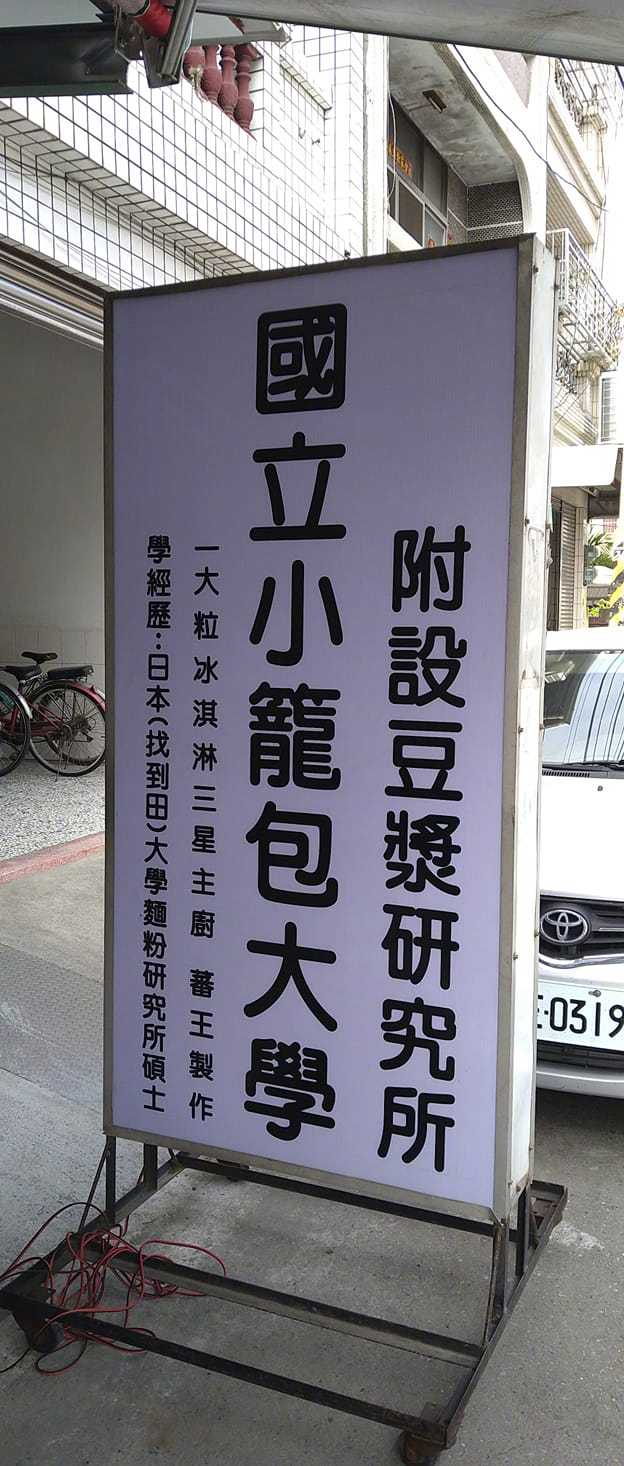 附設豆漿研究所
國立小籠包大學
一大粒冰淇淋三星主廚 蕃王製作
學經歷:日本(找到田)大學麵粉研究所碩士
E-0319